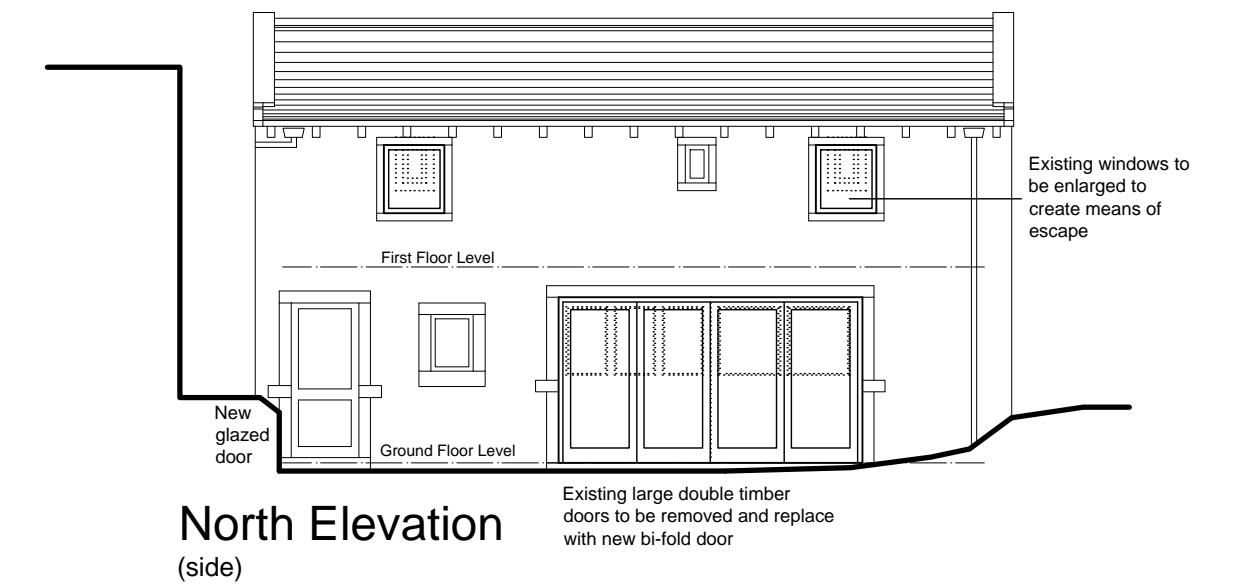 Existing windows to
be enlarged to
create means of
escape
First Floor Level
New
glazed
door
Ground Floor Level
Existing large double timber
doors to be removed and replace
with new bi-fold door
North Elevation
(side)